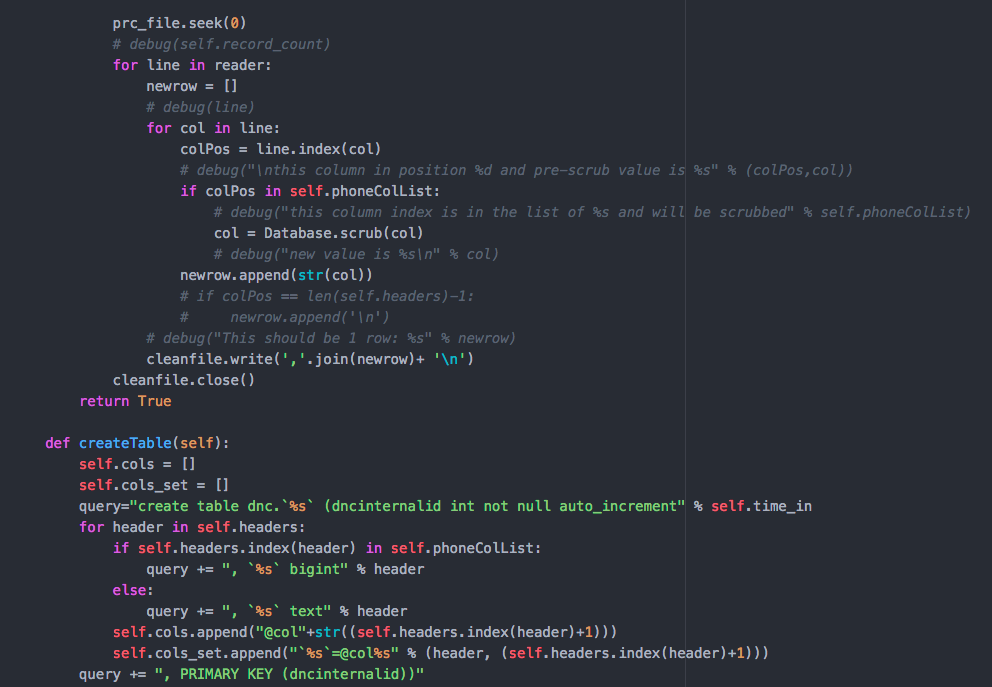 prc_file.seek(0)
            # debug(self.record_count)
            for line in reader:
                newrow = []
                # debug(line)
                for col in line:
                    colPos = line.index(col)
                    # debug("\nthis column in position %d and pre-scrub value is %s" % (colPos,col))
                    if colPos in self.phoneColList:
                        # debug("this column index is in the list of %s and will be scrubbed" % self.phoneColList)
                        col = Database.scrub(col)
                        # debug("new value is %s\n" % col)
                    newrow.append(str(col))
                    # if colPos == len(self.headers)-1:
                    #     newrow.append('\n')
                # debug("This should be 1 row: %s" % newrow)
                cleanfile.write(','.join(newrow)+ '\n')
            cleanfile.close()
        return True

    def createTable(self):
        self.cols = []
        self.cols_set = []
        query="create table dnc.`%s` (dncinternalid int not null auto_increment" % self.time_in
        for header in self.headers:
            if self.headers.index(header) in self.phoneColList:
                query += ", `%s` bigint" % header
            else:
                query += ", `%s` text" % header
            self.cols.append("@col"+str((self.headers.index(header)+1)))
            self.cols_set.append("`%s`=@col%s" % (header, (self.headers.index(header)+1)))
        query += ", PRIMARY KEY (dncinternalid))"